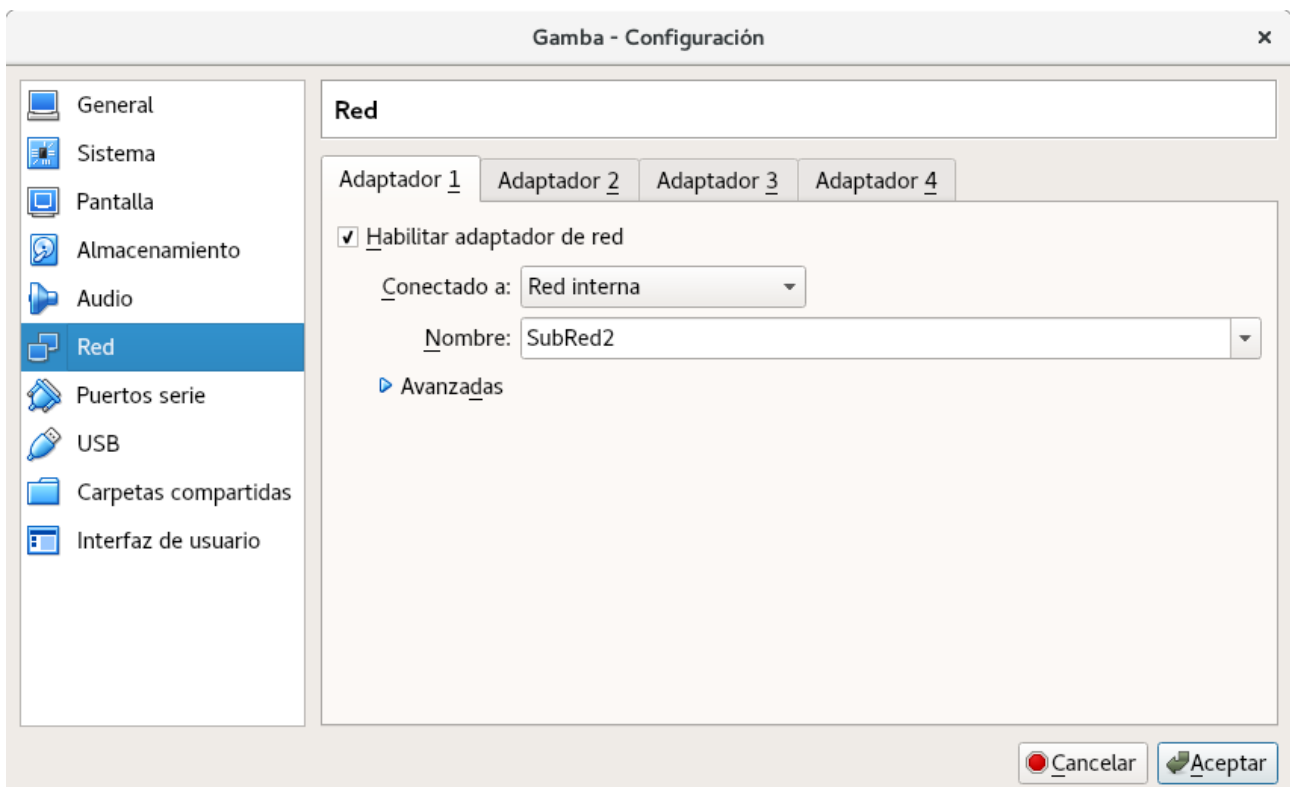 Gamba - Configuración
General
Sistema
Pantalla
Almacenamiento
Audio
Red
Puertos serie
USB
Carpetas compartidas
Interfaz de usuario
Red
Adaptador 1 Adaptador 2 Adaptador 3 Adaptador 4
Habilitar adaptador de red
Conectado a: Red interna
Nombre: SubRed2
Avanzadas
Cancelar Aceptar